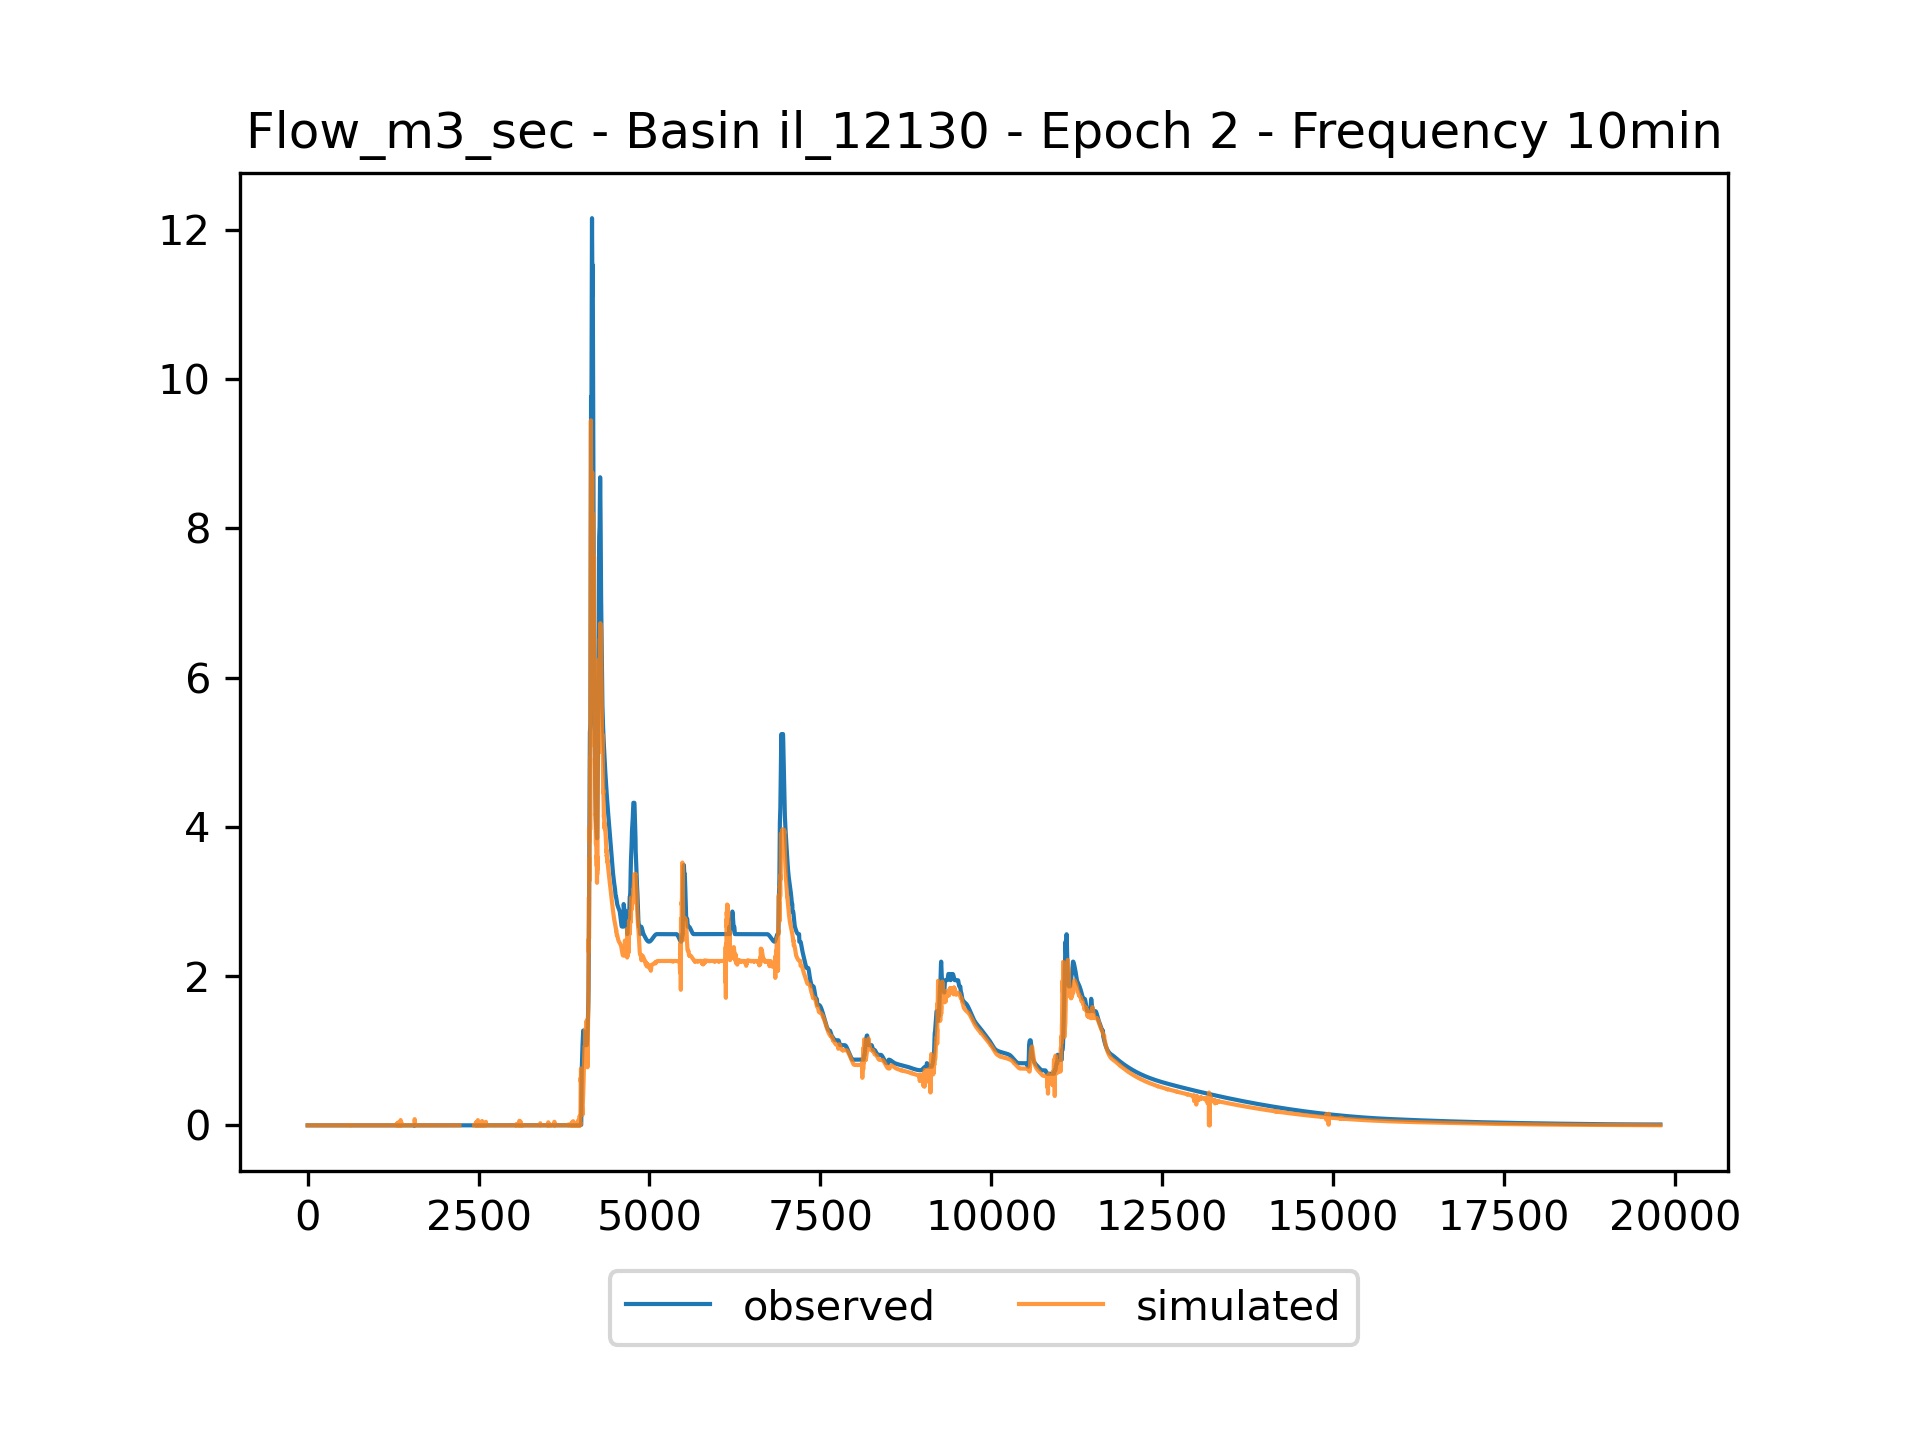 Flow_m3_sec - Basin il_12130 - Epoch 2 - Frequency 10min
12
10
8
6
4
2
0
0 2500 5000 7500 10000 12500 15000 17500 20000
observed simulated